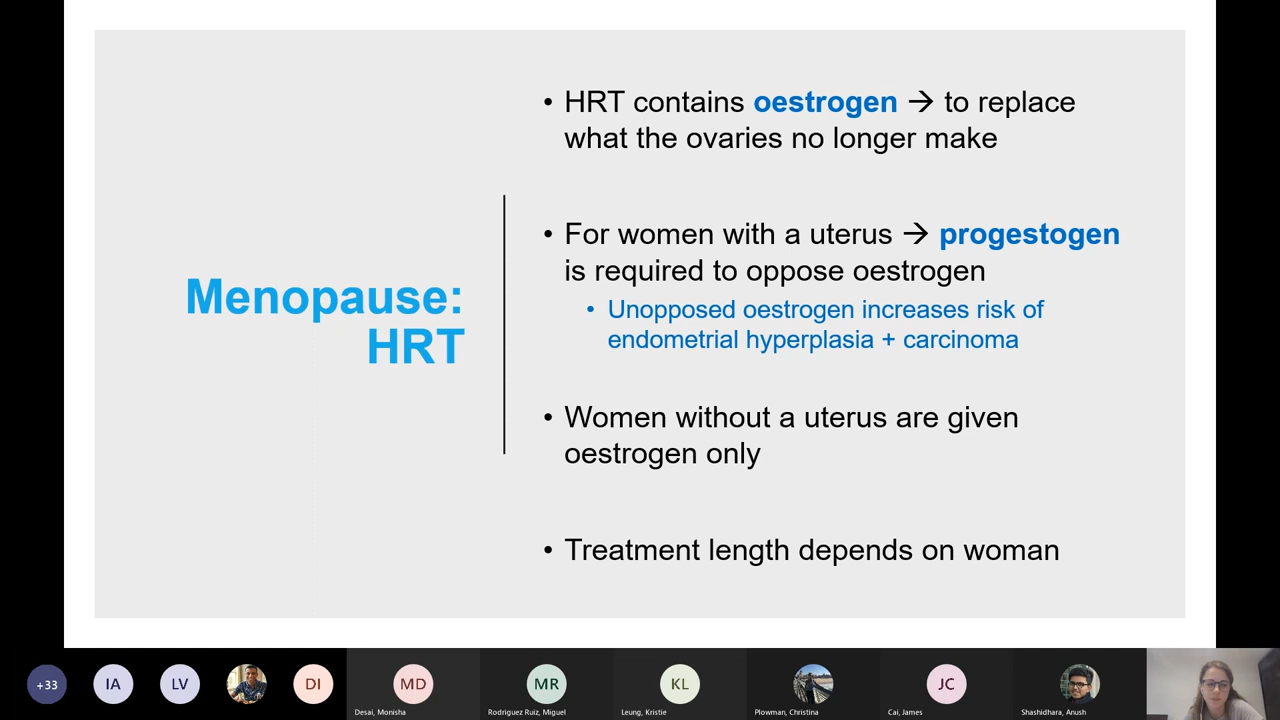 Menopause:
HRT
• HRT contains oestrogen → to replace
what the ovaries no longer make
• For women with a uterus → progestogen
is required to oppose oestrogen
• Unopposed oestrogen increases risk of
endometrial hyperplasia + carcinoma
• Women without a uterus are given
oestrogen only
• Treatment length depends on woman
+33
IA
LV
DI
MD
MR
KL
JC
Desai, Monisha
Rodriguez Ruiz, Miguel
Leung, Kristie
Plowman, Christina
Cai, James
Shashidhara, Anush